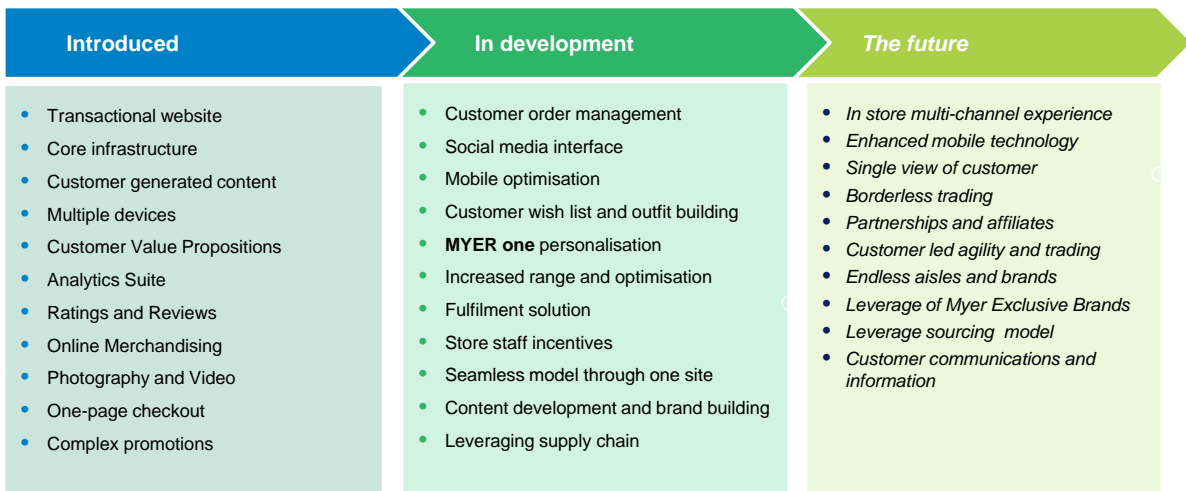 Introduced
Transactional website
Core infrastructure
Customer generated content
Multiple devices
Customer Value Propositions
Analytics Suite
Ratings and Reviews
Online Merchandising
Photography and Video
One-page checkout
Complex promotions
In development
Customer order management
Social media interface
Mobile optimisation
Customer wish list and outfit building
MYER one personalisation
Increased range and optimisation
Fulfilment solution
Store staff incentives
Seamless model through one site
Content development and brand building
Leveraging supply chain
The future
In store multi-channel experience
Enhanced mobile technology
Single view of customer
Borderless trading
Partnerships and affiliates
Customer led agility and trading
Endless aisles and brands
Leverage of Myer Exclusive Brands
Leverage sourcing model
Customer communications and
information